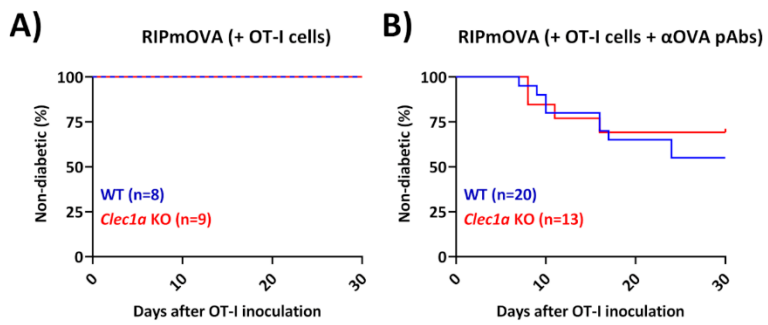 A)
RIPmOVA (+ OT-I cells)
Non-diabetic (%)
100
75
50
25
0
WT (n=8)
Clec1a KO (n=9)
0 10 20 30
Days after OT-I inoculation
B)
RIPmOVA (+ OT-I cells + αOVA pAbs)
Non-diabetic (%)
100
75
50
25
0
WT (n=20)
Clec1a KO (n=13)
0 10 20 30
Days after OT-I inoculation